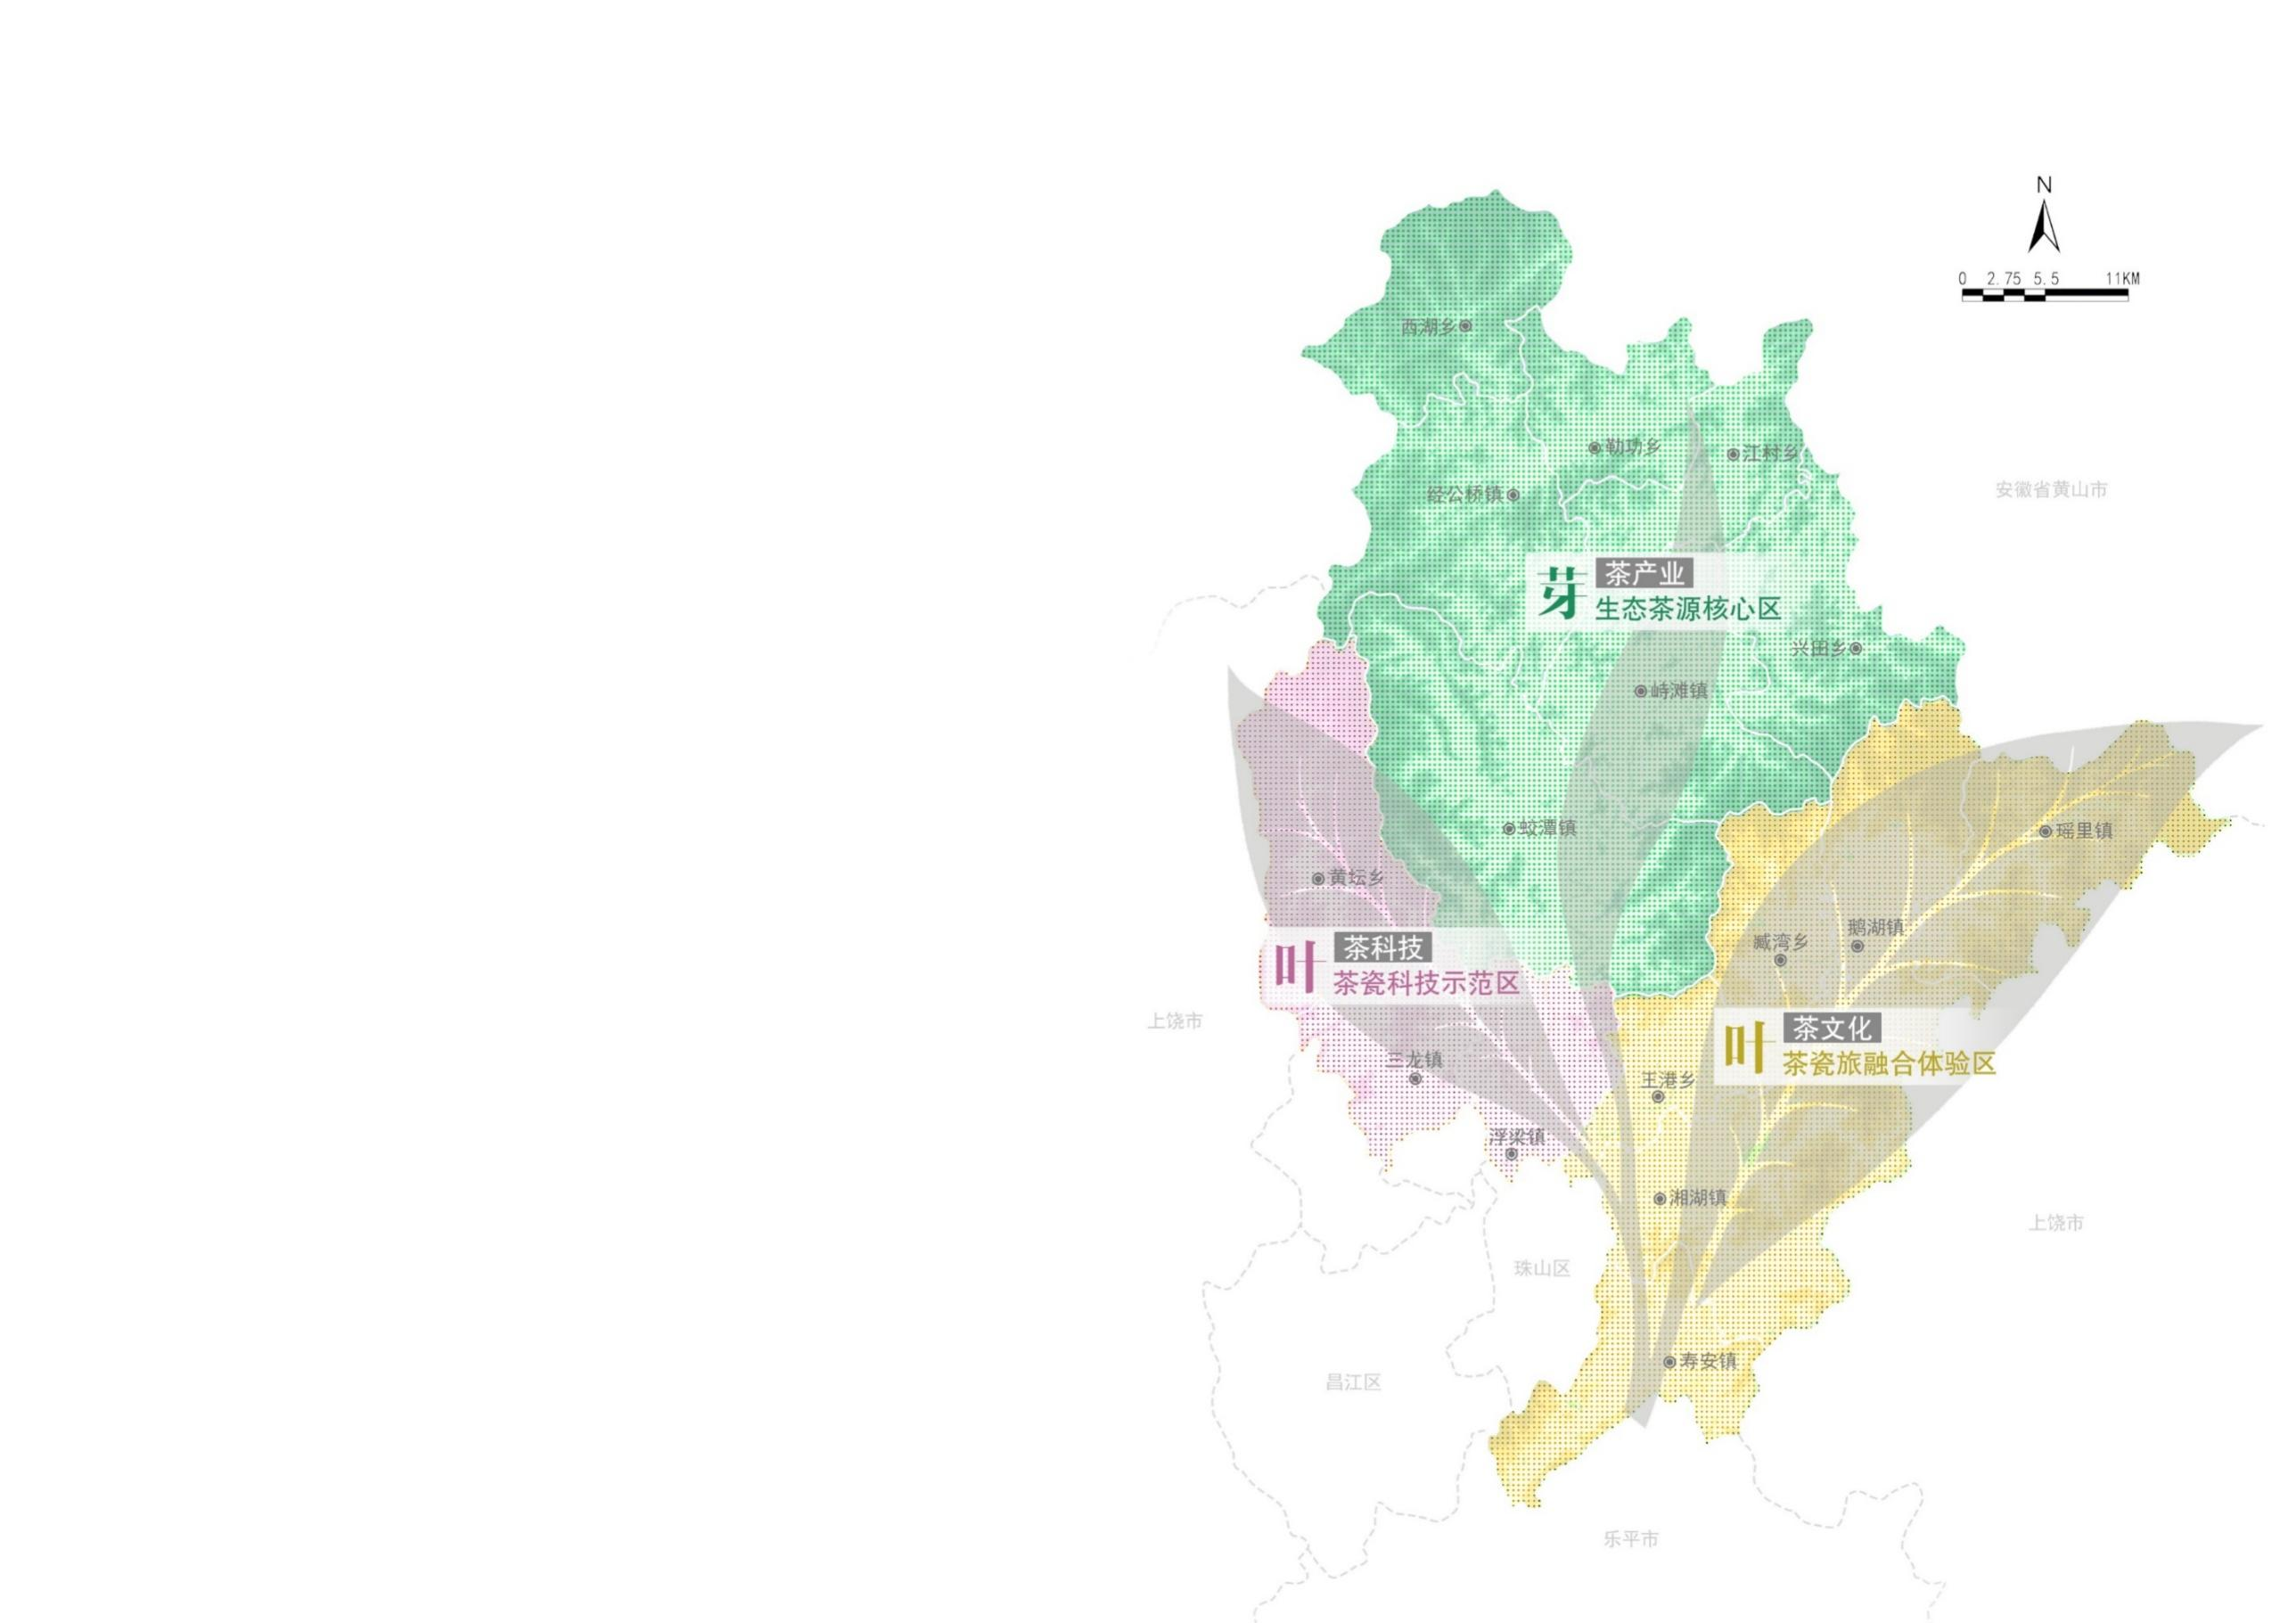 N
0 2.75 5.5 11KM
西湖乡
勒功乡
江村乡
经公桥镇
安徽省黄山市
芽
茶产业
生态茶源核心区
兴田乡
峙滩镇
蛟潭镇
瑶里镇
黄坛乡
鹅湖镇
臧湾乡
叶
茶科技
茶瓷科技示范区
上饶市
叶
茶文化
茶瓷旅融合体验区
三龙镇
王港乡
浮梁镇
湘湖镇
上饶市
珠山区
寿安镇
昌江区
乐平市